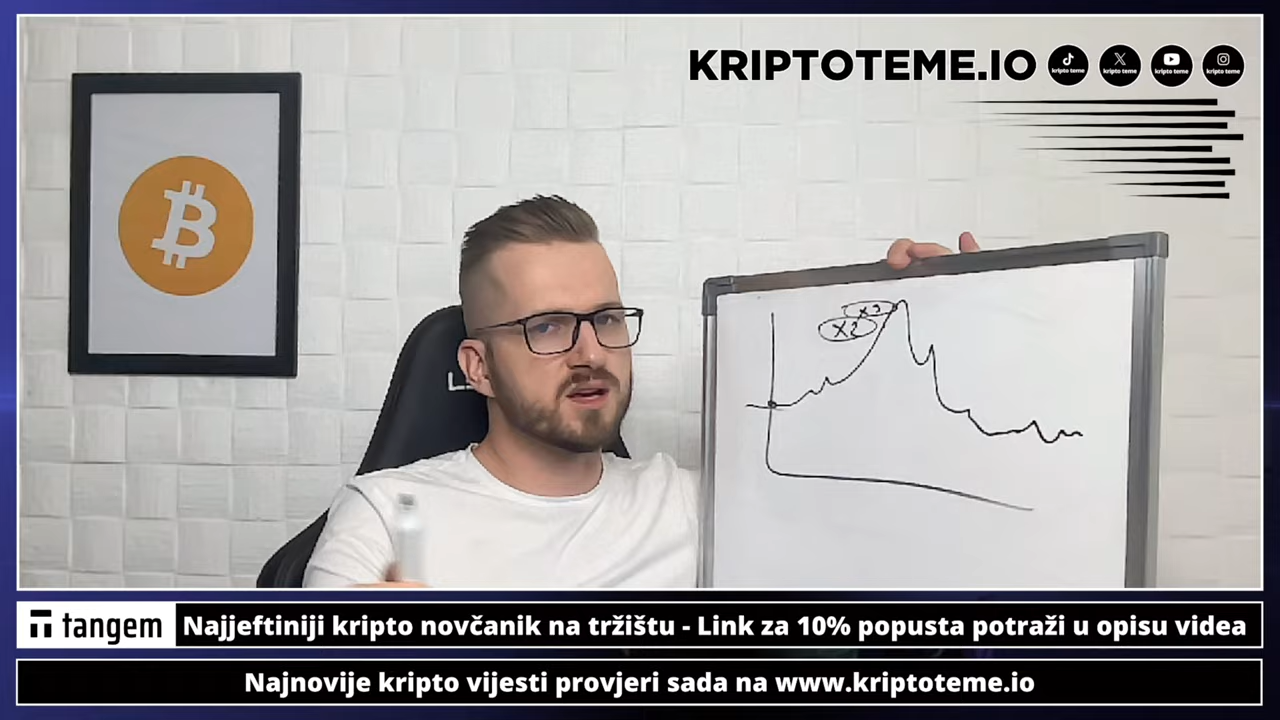 KRIPTOTEME.IO
kripto teme kripto teme kripto teme kripto teme
X2
X2
L
tangem Najjeftiniji kripto novčanik na tržištu - Link za 10% popusta potraži u opisu videa
Najnovije kripto vijesti provjeri sada na www.kriptoteme.io